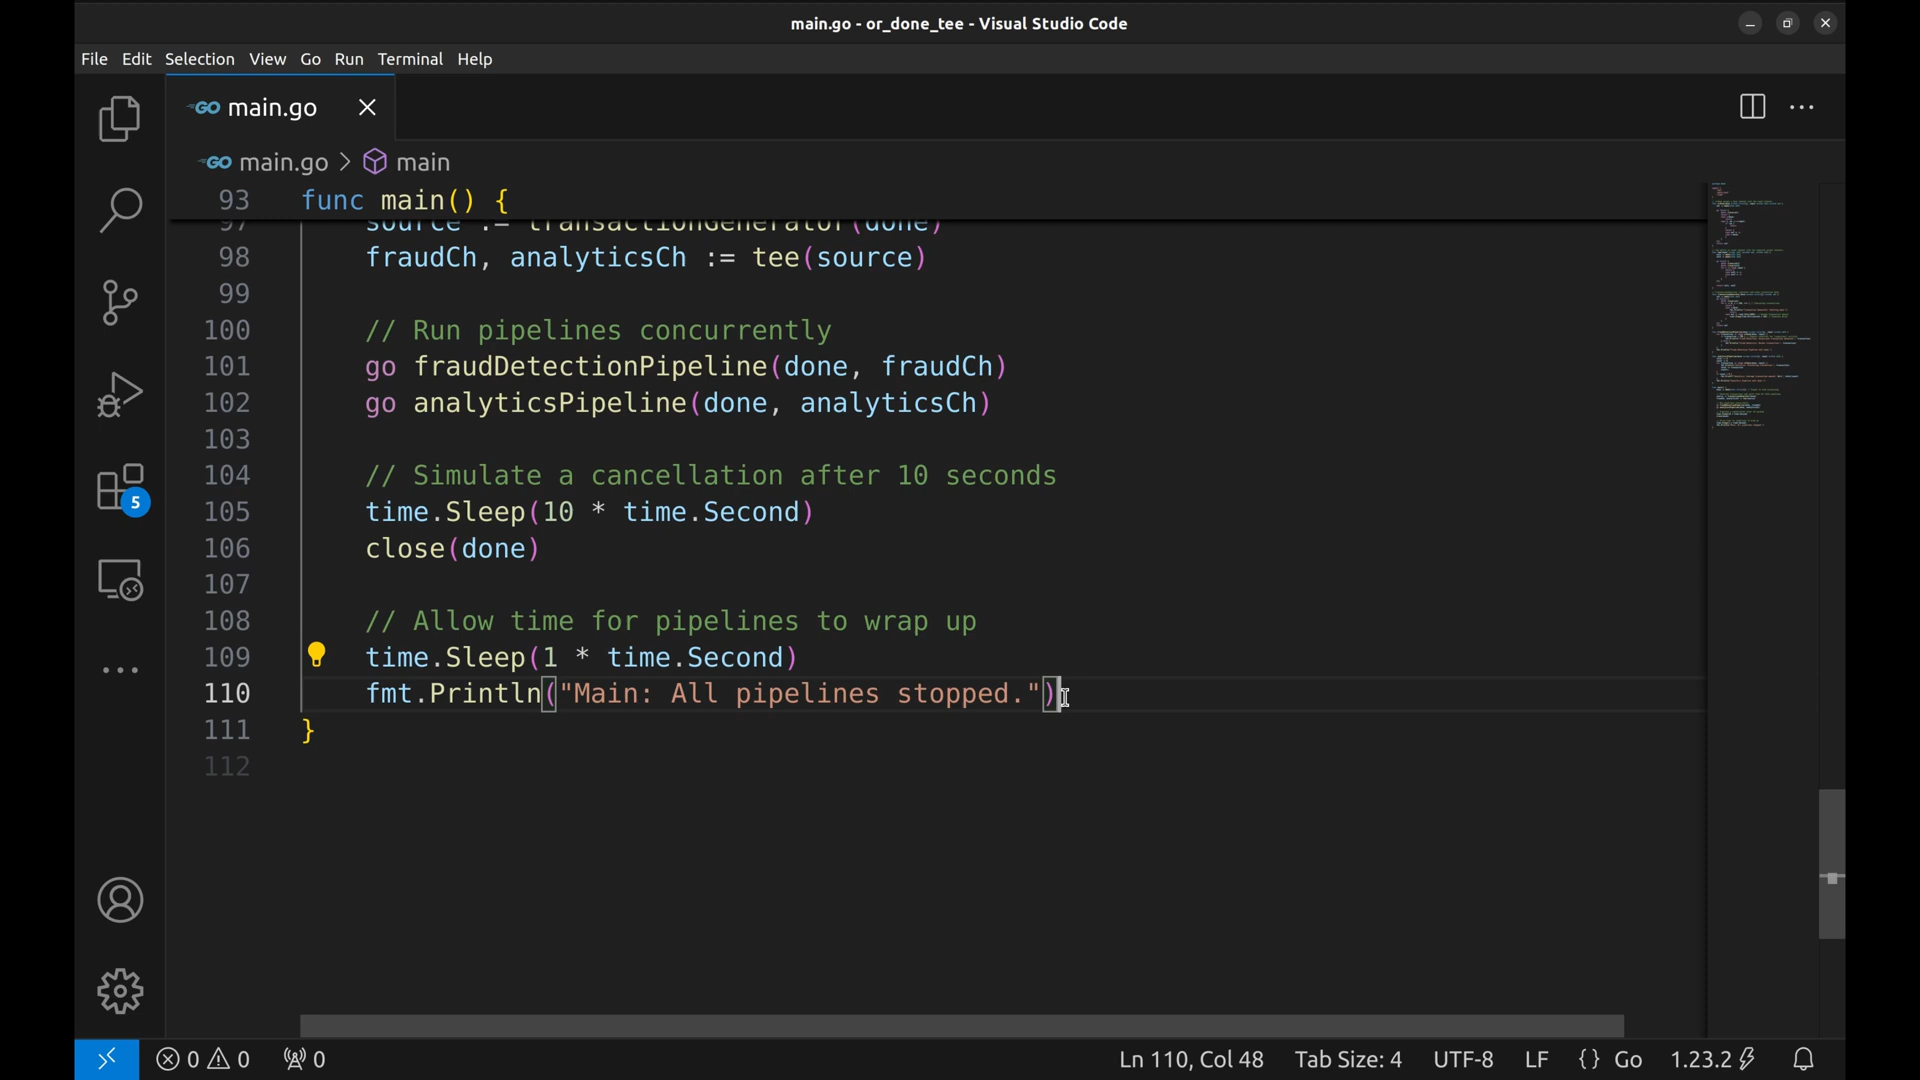 main.go - or_done_tee - Visual Studio Code
File Edit Selection View Go Run Terminal Help
GO main.go
GO main.go > main
93 func main() {
97 source := transactionGenerator(done)
98 fraudCh, analyticsCh := tee(source)
99
100 // Run pipelines concurrently
101 go fraudDetectionPipeline(done, fraudCh)
102 go analyticsPipeline(done, analyticsCh)
103
104 // Simulate a cancellation after 10 seconds
105 time.Sleep(10 * time.Second)
106 close(done)
107
108 // Allow time for pipelines to wrap up
109 time.Sleep(1 * time.Second)
110 fmt.Println("Main: All pipelines stopped.")
111 }
112
5
0 0 0 Ln 110, Col 48 Tab Size: 4 UTF-8 LF {} Go 1.23.2